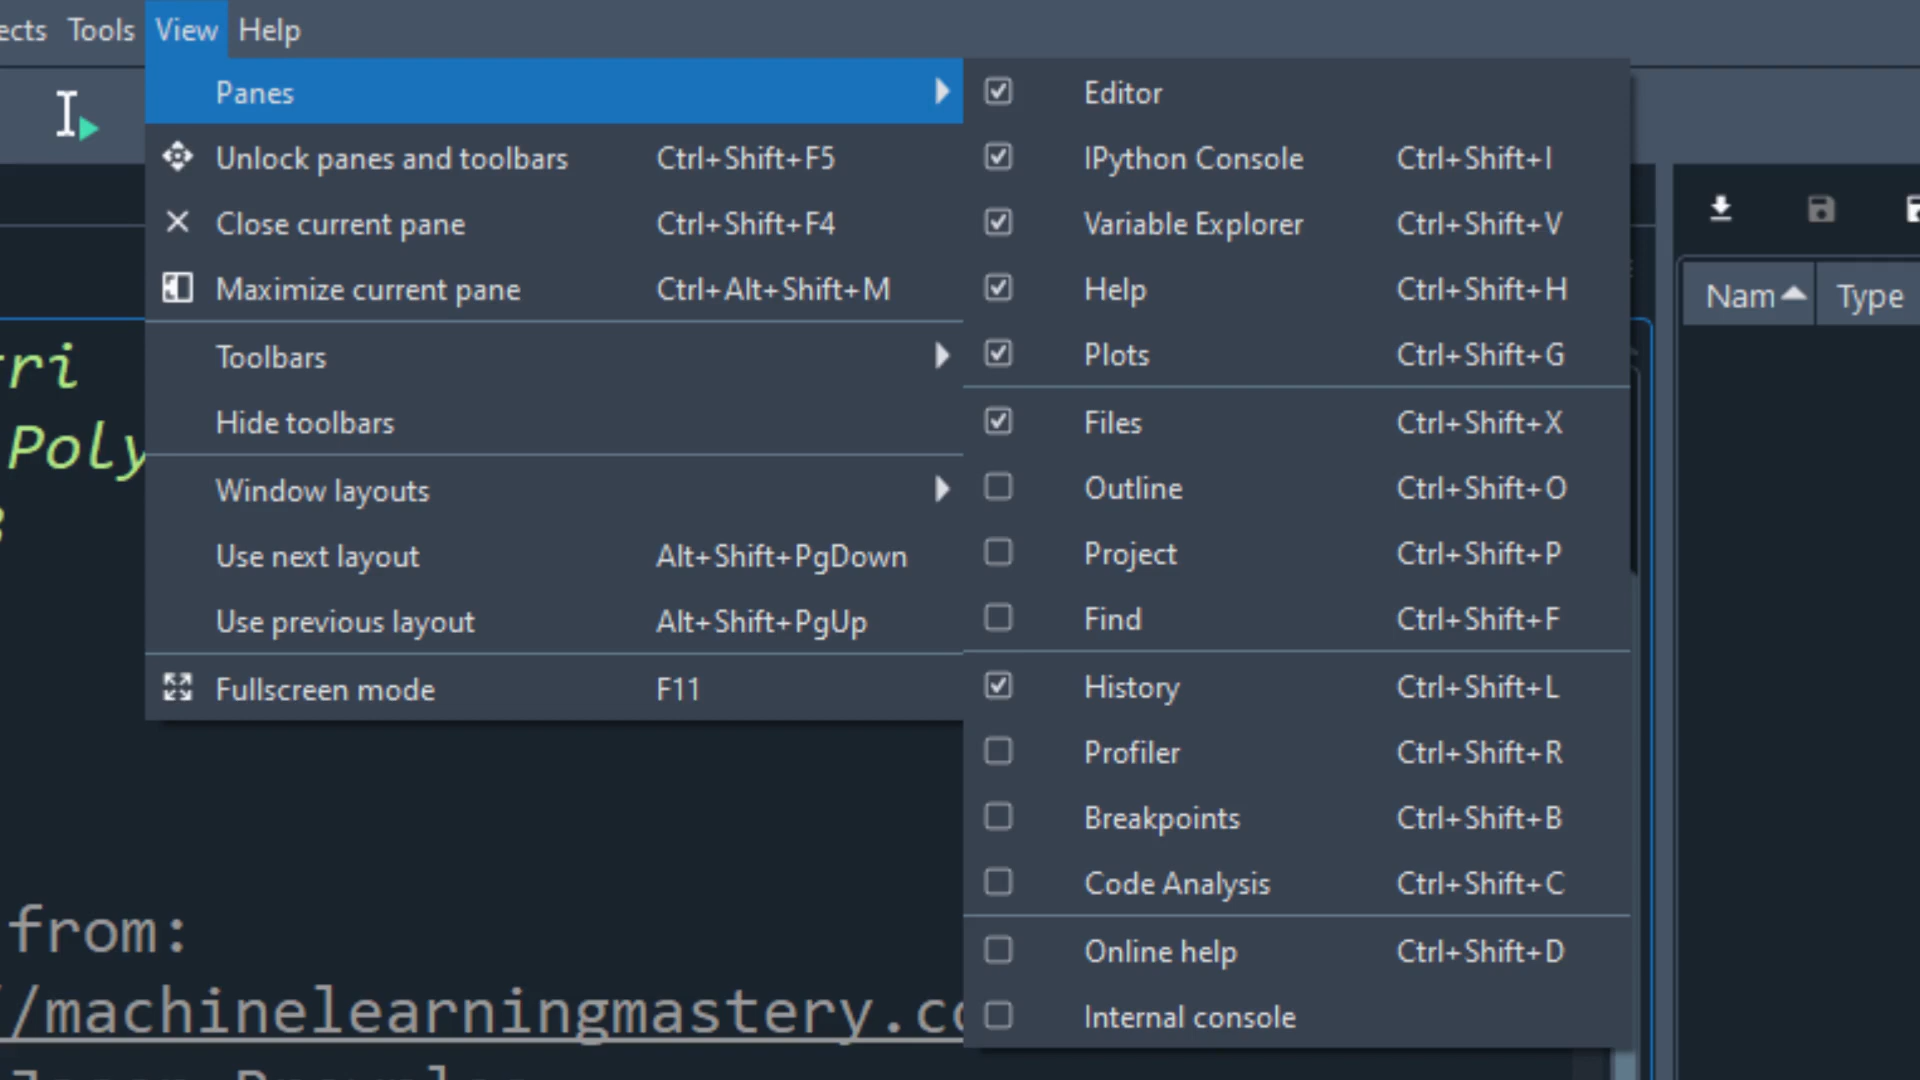 Tools View Help
Panes
Unlock panes and toolbars Ctrl+Shift+F5
Close current pane Ctrl+Shift+F4
Maximize current pane Ctrl+Alt+Shift+M
Toolbars
Hide toolbars
Window layouts
Use next layout Alt+Shift+PgDown
Use previous layout Alt+Shift+PgUp
Fullscreen mode F11
Editor
IPython Console Ctrl+Shift+I
Variable Explorer Ctrl+Shift+V
Help Ctrl+Shift+H
Plots Ctrl+Shift+G
Files Ctrl+Shift+X
Outline Ctrl+Shift+O
Project Ctrl+Shift+P
Find Ctrl+Shift+F
History Ctrl+Shift+L
Profiler Ctrl+Shift+R
Breakpoints Ctrl+Shift+B
Code Analysis Ctrl+Shift+C
Online help Ctrl+Shift+D
Internal console
Nam Type
ri
Poly
from:
//machinelearningmastery.co